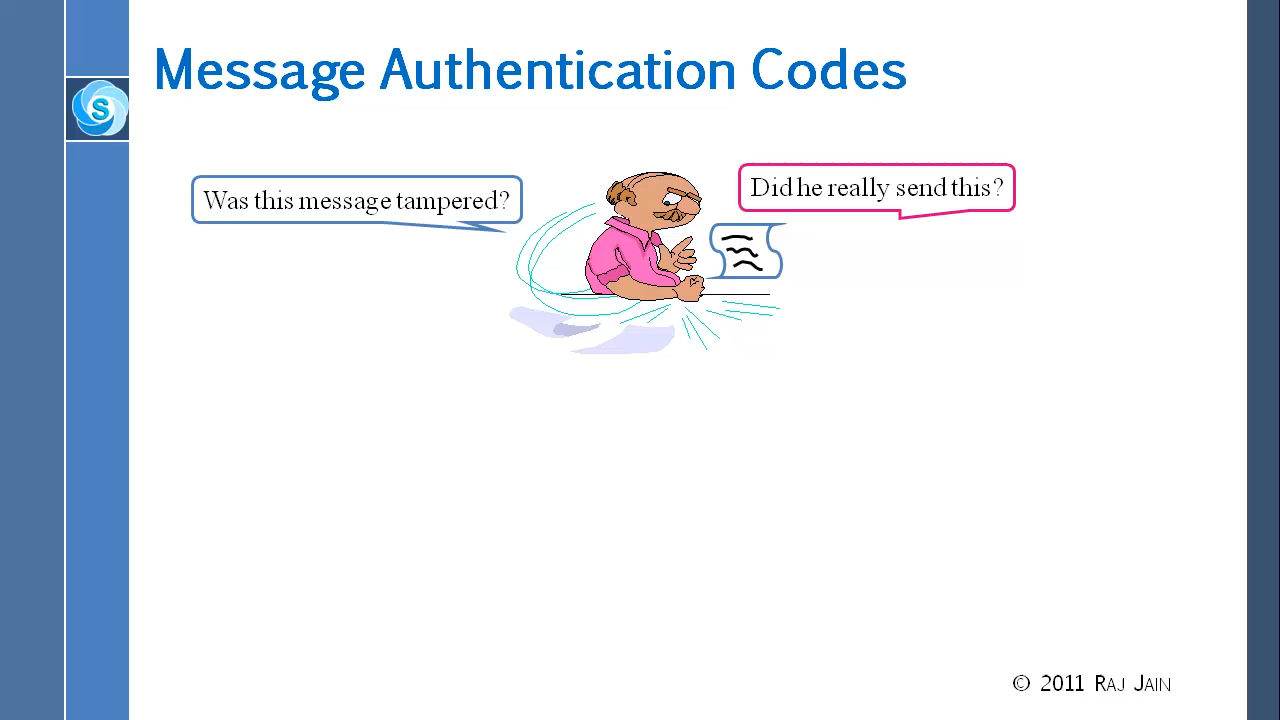 Message Authentication Codes
S
Was this message tampered?
Did he really send this?
© 2011 RAJ JAIN